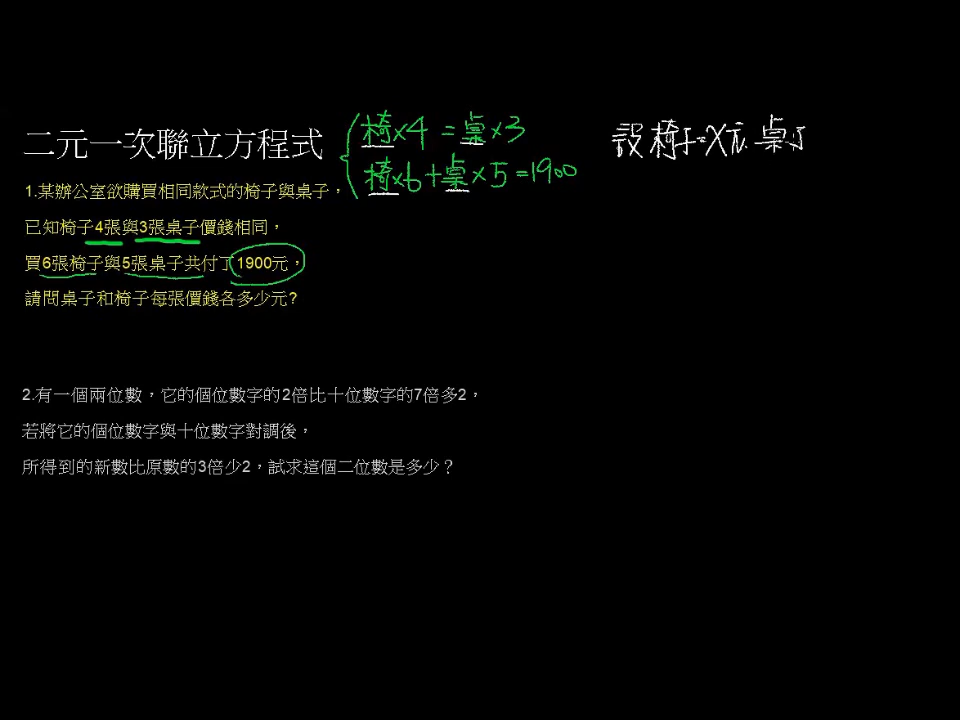 二元一次聯立方程式
椅×4=桌×3
椅×6+桌×5=1900
設椅子=X元 桌子
1.某辦公室欲購買相同款式的椅子與桌子，
已知椅子4張與3張桌子價錢相同，
買6張椅子與5張桌子共付了1900元，
請問桌子和椅子每張價錢各多少元?
2.有一個兩位數，它的個位數字的2倍比十位數字的7倍多2，
若將它的個位數字與十位數字對調後，
所得到的新數比原數的3倍少2，試求這個二位數是多少？